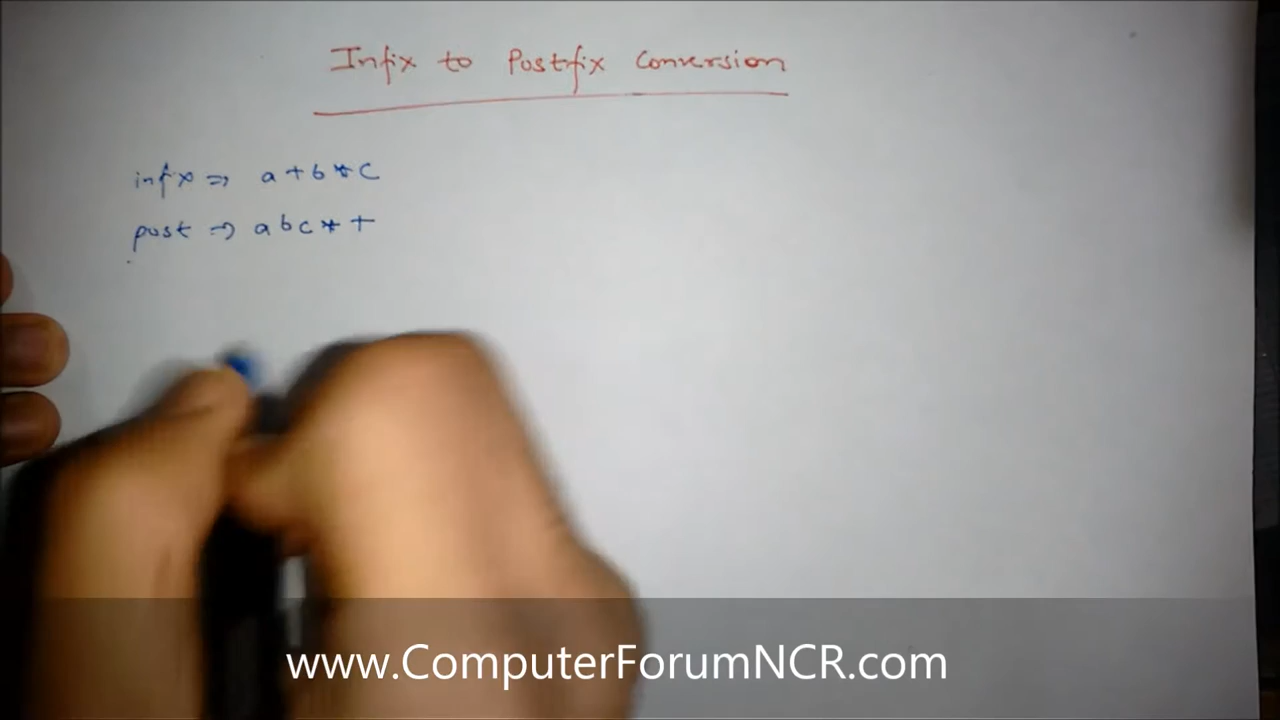 Infix to Postfix Conversion
infix ⇒ a+b*c
post ⇒ abc*+
www.ComputerForumNCR.com